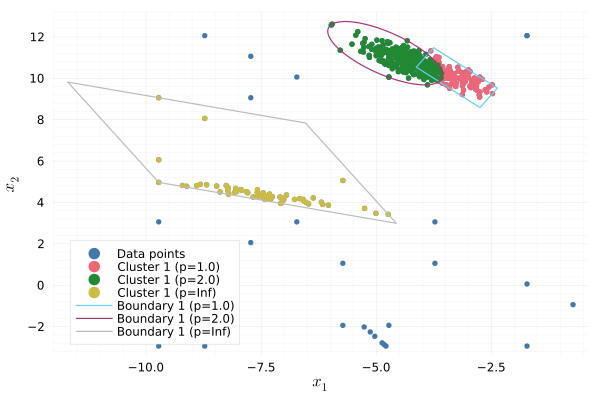 12
10
8
6
4
2
0
−2
x2
Data points
Cluster 1 (p=1.0)
Cluster 1 (p=2.0)
Cluster 1 (p=Inf)
Boundary 1 (p=1.0)
Boundary 1 (p=2.0)
Boundary 1 (p=Inf)
−10.0 −7.5 −5.0 −2.5
x1